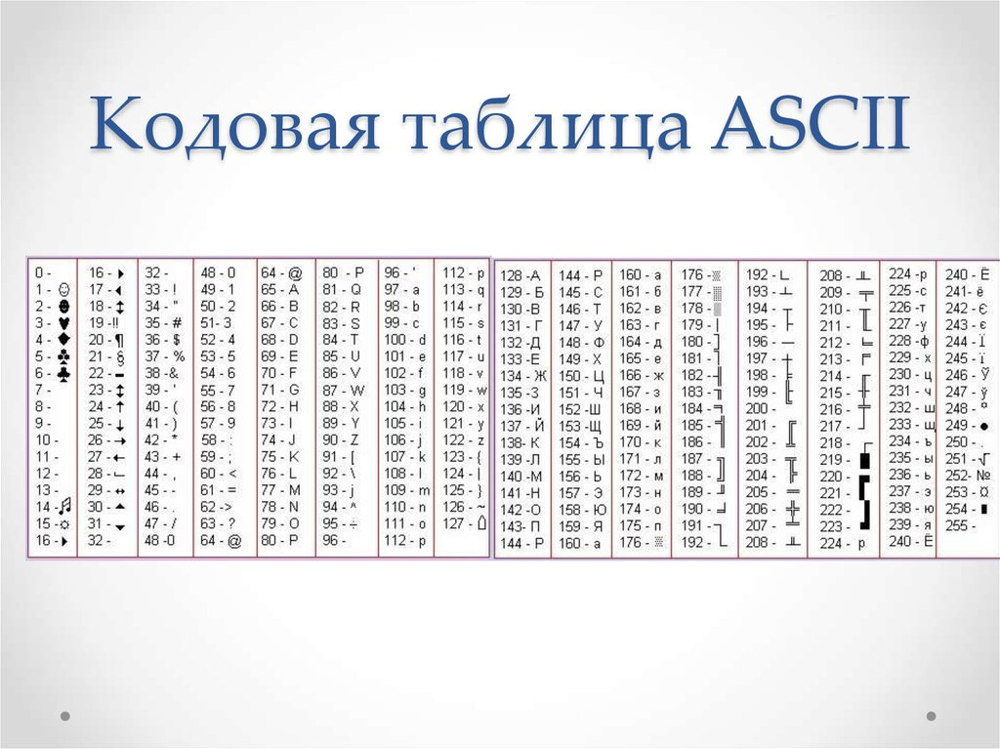 Кодовая таблица ASCII
0 - 16 - ► 32 - 48 - 0 64 - @ 80 - P 96 - ' 112 - p 128 -А 144 - Р 160 - а 176 -▒ 192 - └ 208 - ╨ 224 -р 240 - Ё
1 - ☺ 17 - ◄ 33 - ! 49 - 1 65 - A 81 - Q 97 - a 113 - q 129 - Б 145 - С 161 - б 177 -▒ 193 - ┴ 209 - ╤ 225 -с 241- ё
2 - ☻ 18 - ↕ 34 - " 50 - 2 66 - B 82 - R 98 - b 114 - r 130 -В 146 - Т 162 - в 178 -▒ 194 - ┬ 210 - ╥ 226 -т 242 - Є
3 - ♥ 19 -‼ 35 - # 51- 3 67 - C 83 - S 99 - c 115 - s 131 - Г 147 - У 163 - г 179 - | 195 - ├ 211 - ╙ 227 -у 243 - є
4 - ♦ 20 - ¶ 36 - $ 52 - 4 68 - D 84 - T 100 - d 116 - t 132 -Д 148 - Ф 164 - д 180 - ┤ 196 - ─ 212 - ╘ 228 -ф 244 - Ї
5 - ♣ 21 - § 37 - % 53 - 5 69 - E 85 - U 101 - e 117 - u 133 - Е 149 - Х 165 - е 181 - ╡ 197 - ┼ 213 - ╒ 229 - х 245 - ї
6 - ♠ 22 - ▬ 38 -& 54 - 6 70 - F 86 - V 102 - f 118 - v 134 - Ж 150 - Ц 166 - ж 182 - ╢ 198 - ╞ 214 - ╓ 230 - ц 246 - Ў
7 - 23 - ↕ 39 - ' 55 - 7 71 - G 87 - W 103 - g 119 - w 135 -З 151 - Ч 167 - з 183 - ╖ 199 - ╟ 215 - ╫ 231 - ч 247 - ў
8 - 24 - ↑ 40 - ( 56 - 8 72 - H 88 - X 104 - h 120 - x 136 -И 152 -Ш 168 - и 184 - ╕ 200 - ╚ 216 - ╪ 232 - ш 248 - °
9 - 25 - ↓ 41 - ) 57 - 9 73 - I 89 - Y 105 - i 121 - y 137 - Й 153 -Щ 169 - й 185 - ╣ 201 - ╔ 217 - ┘ 233 - щ 249 - ●
10 - 26 - → 42 - * 58 - : 74 - J 90 - Z 106 - j 122 - z 138- К 154 - Ъ 170 - к 186 - ║ 202 - ╩ 218 - ┌ 234 - ъ 250 - .
11 - 27 - ← 43 - + 59 - ; 75 - K 91 - [ 107 - k 123 - { 139 -Л 155 - Ы 171 - л 187 - ╗ 203 - ╦ 219 - █ 235 - ы 251 -√
12 - 28 - ∟ 44 - , 60 - < 76 - L 92 - \ 108 - l 124 - | 140 -М 156 - Ь 172 - м 188 - ╝ 204 - ╠ 220 - 236 - ь 252- №
13 - 29 - ↔ 45 - - 61 - = 77 - M 93 - j 109 - m 125 - } 141 -Н 157 - Э 173 - н 189 - ╜ 205 - ═ 221 - 237 - э 253 - ¤
14 -♫ 30 - ▲ 46 - . 62 -> 78 - N 94 - ^ 110 - n 126 - ~ 142 -О 158 - Ю 174 - о 190 - ╛ 206 - ╬ 222 - 238 - ю 254 - ■
15 -☼ 31 - ▼ 47 - / 63 - ? 79 - O 95 - ÷ 111 - o 127 - ⌂ 143- П 159 - Я 175 - п 191 - ┐ 207 - ╧ 223 - 239 - я 255 -
16 - ► 32 - 48 -0 64 - @ 80 - P 96 - 112 - p 144 - Р 160 - а 176 - ▒ 192 - └ 208 - ╨ 224 - р 240 - Ё